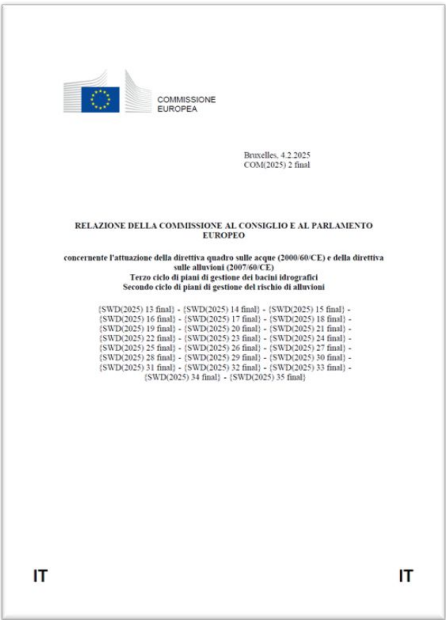 COMMISSIONE
EUROPEA
Bruxelles, 4.2.2025
COM(2025) 2 final
RELAZIONE DELLA COMMISSIONE AL CONSIGLIO E AL PARLAMENTO
EUROPEO
concernente l'attuazione della direttiva quadro sulle acque (2000/60/CE) e della direttiva
sulle alluvioni (2007/60/CE)
Terzo ciclo di piani di gestione dei bacini idrografici
Secondo ciclo di piani di gestione del rischio di alluvioni
{SWD(2025) 13 final} - {SWD(2025) 14 final} - {SWD(2025) 15 final} -
{SWD(2025) 16 final} - {SWD(2025) 17 final} - {SWD(2025) 18 final} -
{SWD(2025) 19 final} - {SWD(2025) 20 final} - {SWD(2025) 21 final} -
{SWD(2025) 22 final} - {SWD(2025) 23 final} - {SWD(2025) 24 final} -
{SWD(2025) 25 final} - {SWD(2025) 26 final} - {SWD(2025) 27 final} -
{SWD(2025) 28 final} - {SWD(2025) 29 final} - {SWD(2025) 30 final} -
{SWD(2025) 31 final} - {SWD(2025) 32 final} - {SWD(2025) 33 final} -
{SWD(2025) 34 final} - {SWD(2025) 35 final}
IT IT